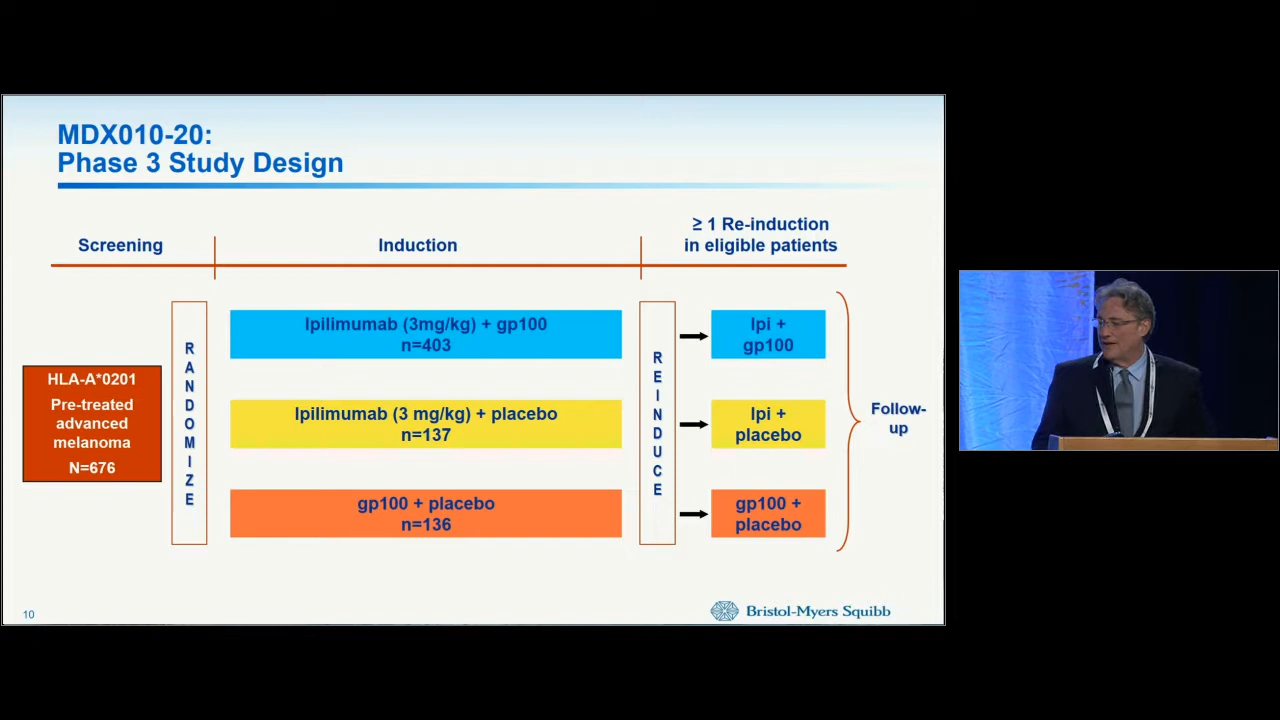 MDX010-20:
Phase 3 Study Design
Screening
Induction
≥ 1 Re-induction
in eligible patients
HLA-A*0201
Pre-treated
advanced
melanoma
N=676
RANDOMIZE
Ipilimumab (3mg/kg) + gp100
n=403
Ipilimumab (3 mg/kg) + placebo
n=137
gp100 + placebo
n=136
REINDUCE
Ipi +
gp100
Ipi +
placebo
gp100 +
placebo
Follow-
up
10
Bristol-Myers Squibb